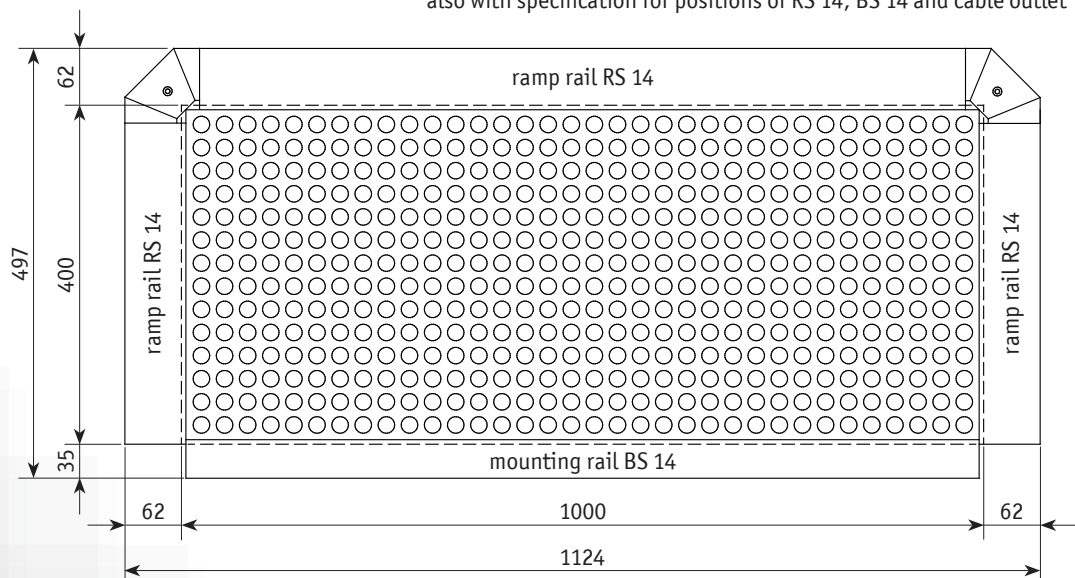 also with specification for positions of RS 14, BS 14 and cable outlet
62
ramp rail RS 14
497
400
ramp rail RS 14
ramp rail RS 14
35
mounting rail BS 14
62
1000
62
1124